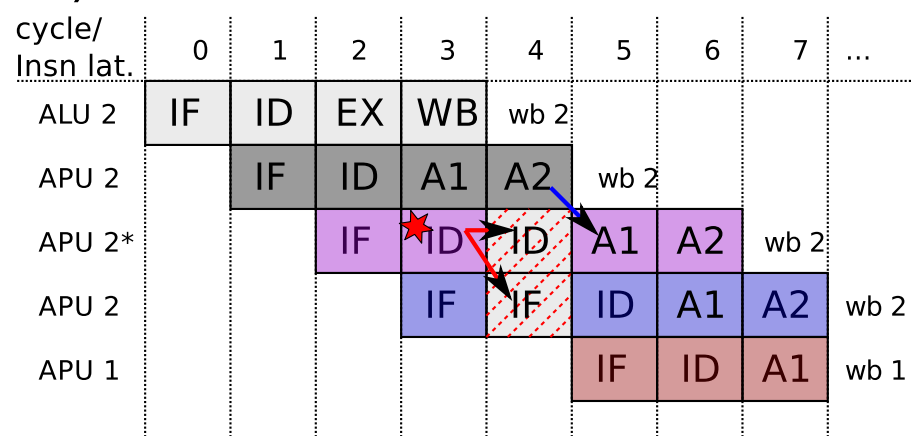 cycle/
Insn lat. 0 1 2 3 4 5 6 7 ...
ALU 2 IF ID EX WB wb 2
APU 2 IF ID A1 A2 wb 2
APU 2* IF ID ID A1 A2 wb 2
APU 2 IF IF ID A1 A2 wb 2
APU 1 IF ID A1 wb 1